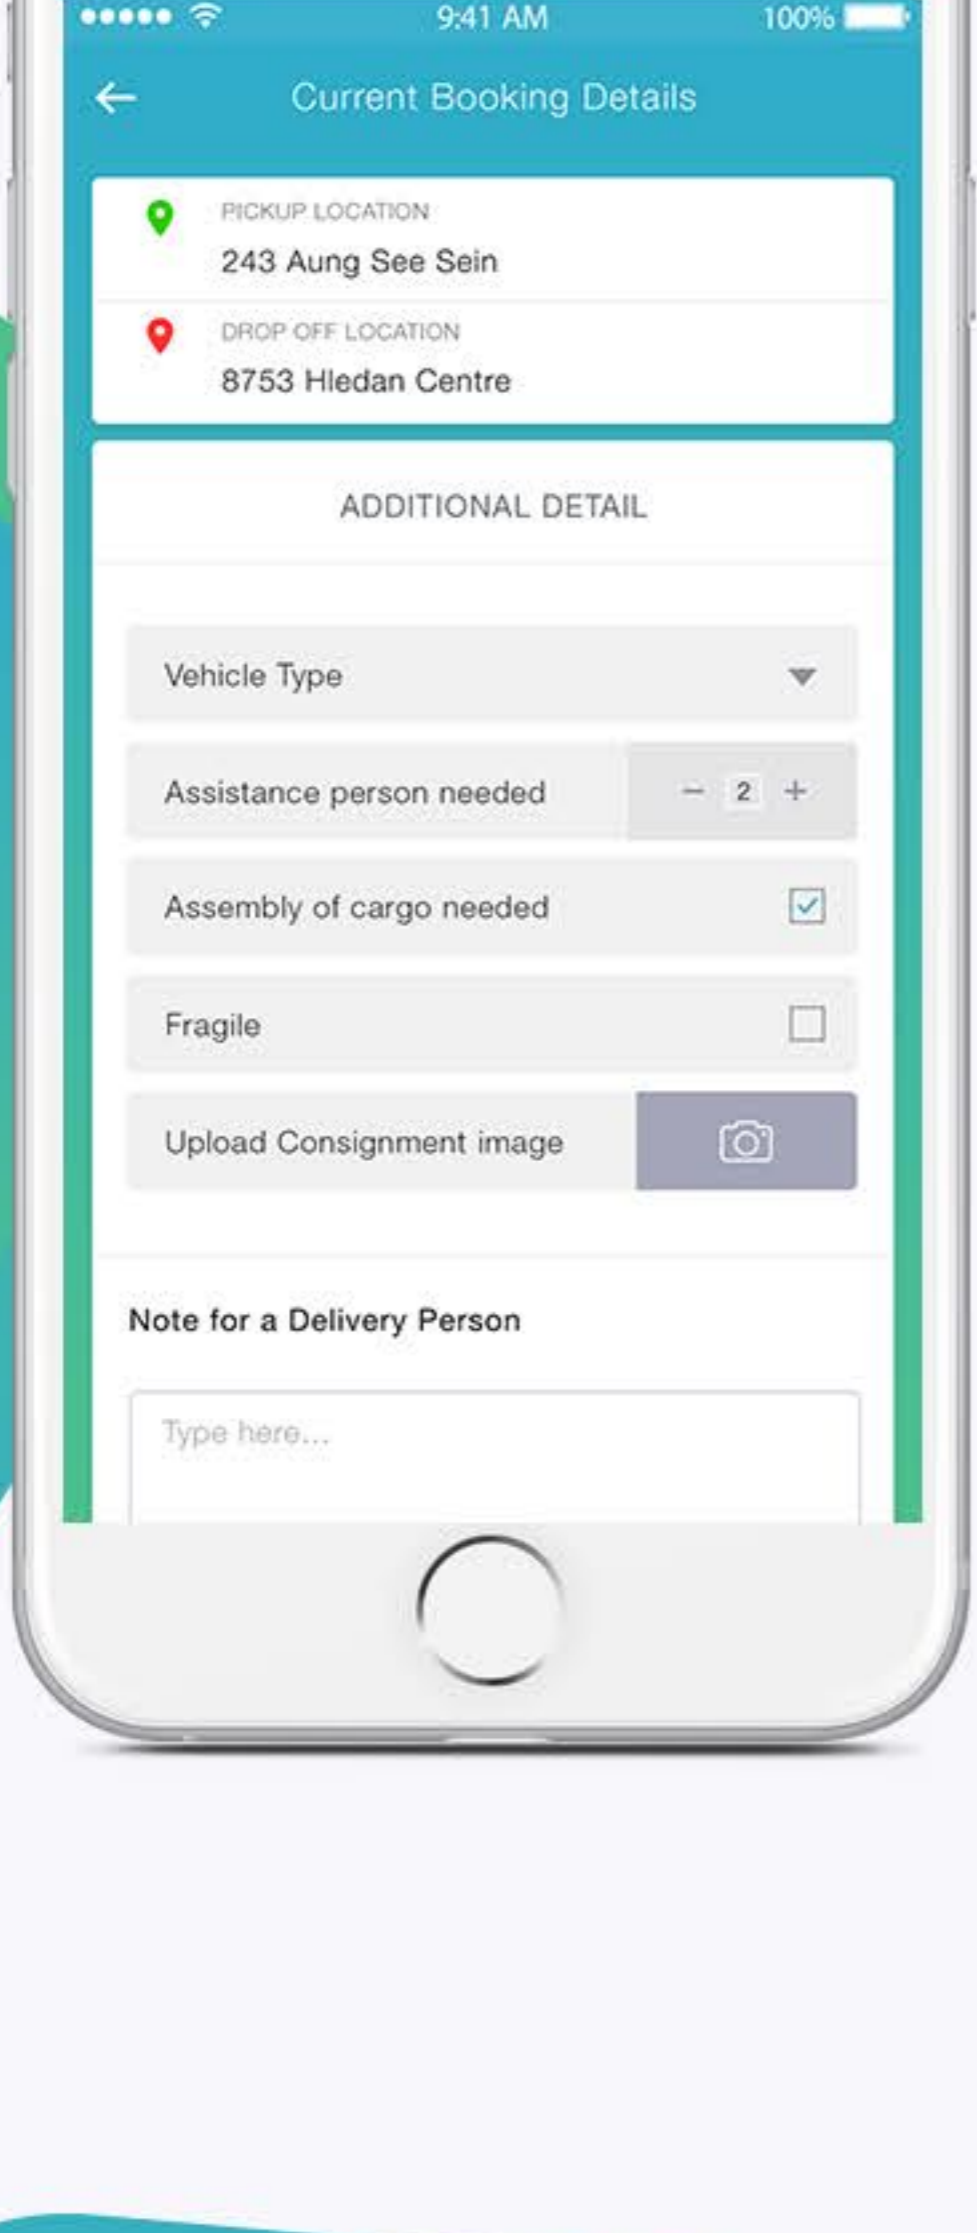 9:41 AM
100%
Current Booking Details
PICKUP LOCATION
243 Aung See Sein
DROP OFF LOCATION
8753 Hledan Centre
ADDITIONAL DETAIL
Vehicle Type
Assistance person needed
− 2 +
Assembly of cargo needed
Fragile
Upload Consignment image
Note for a Delivery Person
Type here...